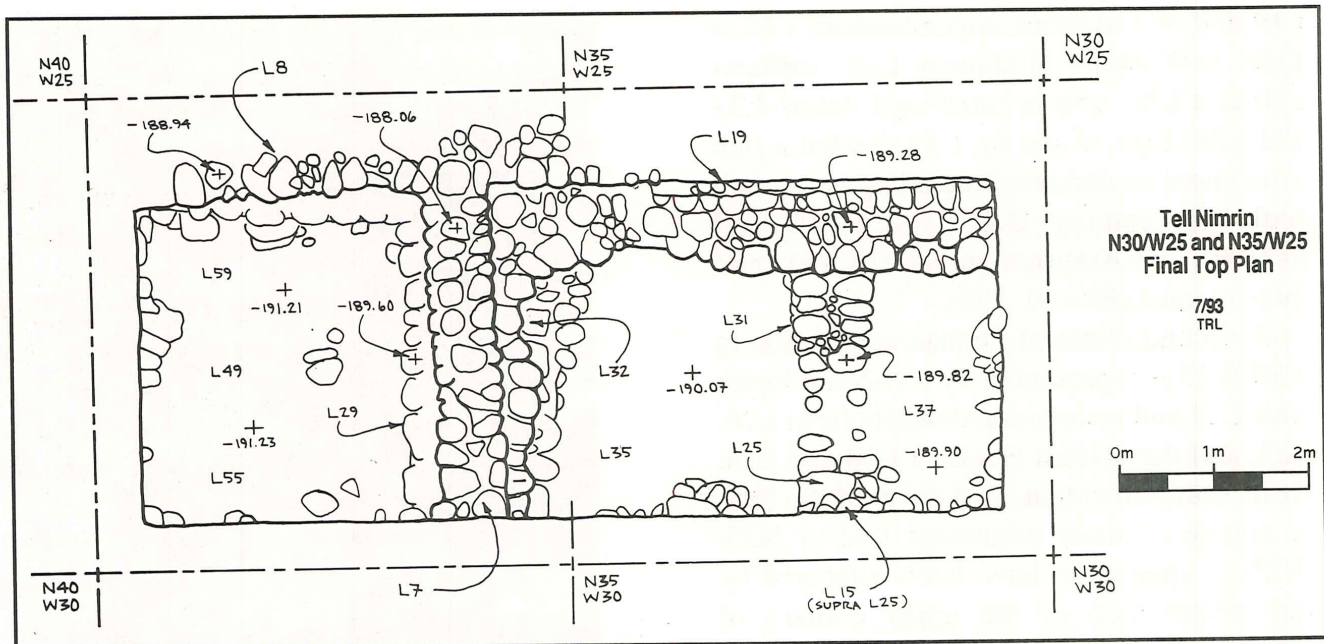 N40
W25
L8
N35
W25
N30
W25
-188.94
-188.06
L19
-189.28
Tell Nimrin
N30/W25 and N35/W25
Final Top Plan
7/93
TRL
L59
-191.21
-189.60
L31
L49
L32
-190.07
-189.82
L29
L37
-191.23
L25
-189.90
L55
L35
0m 1m 2m
N40
W30
L7
N35
W30
L15
(SUPRA L25)
N30
W30